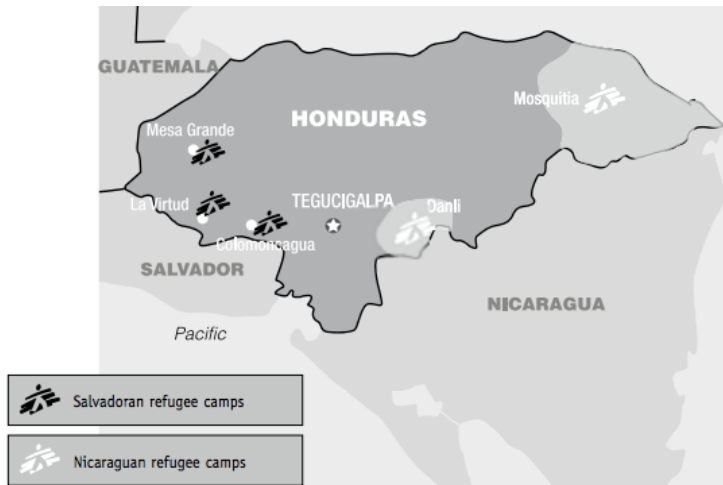 GUATEMALA
Mosquitia
Mesa Grande
HONDURAS
La Virtud
TEGUCIGALPA
Danli
Colomoncagua
SALVADOR
NICARAGUA
Pacific
Salvadoran refugee camps
Nicaraguan refugee camps